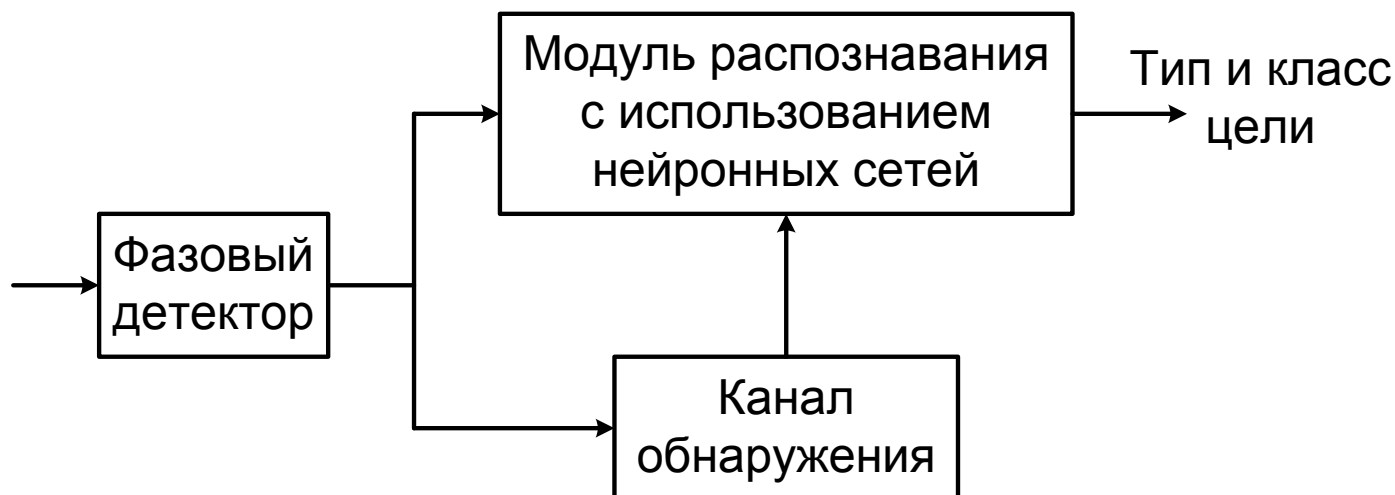 Модуль распознавания
с использованием
нейронных сетей
Тип и класс
цели
Фазовый
детектор
Канал
обнаружения